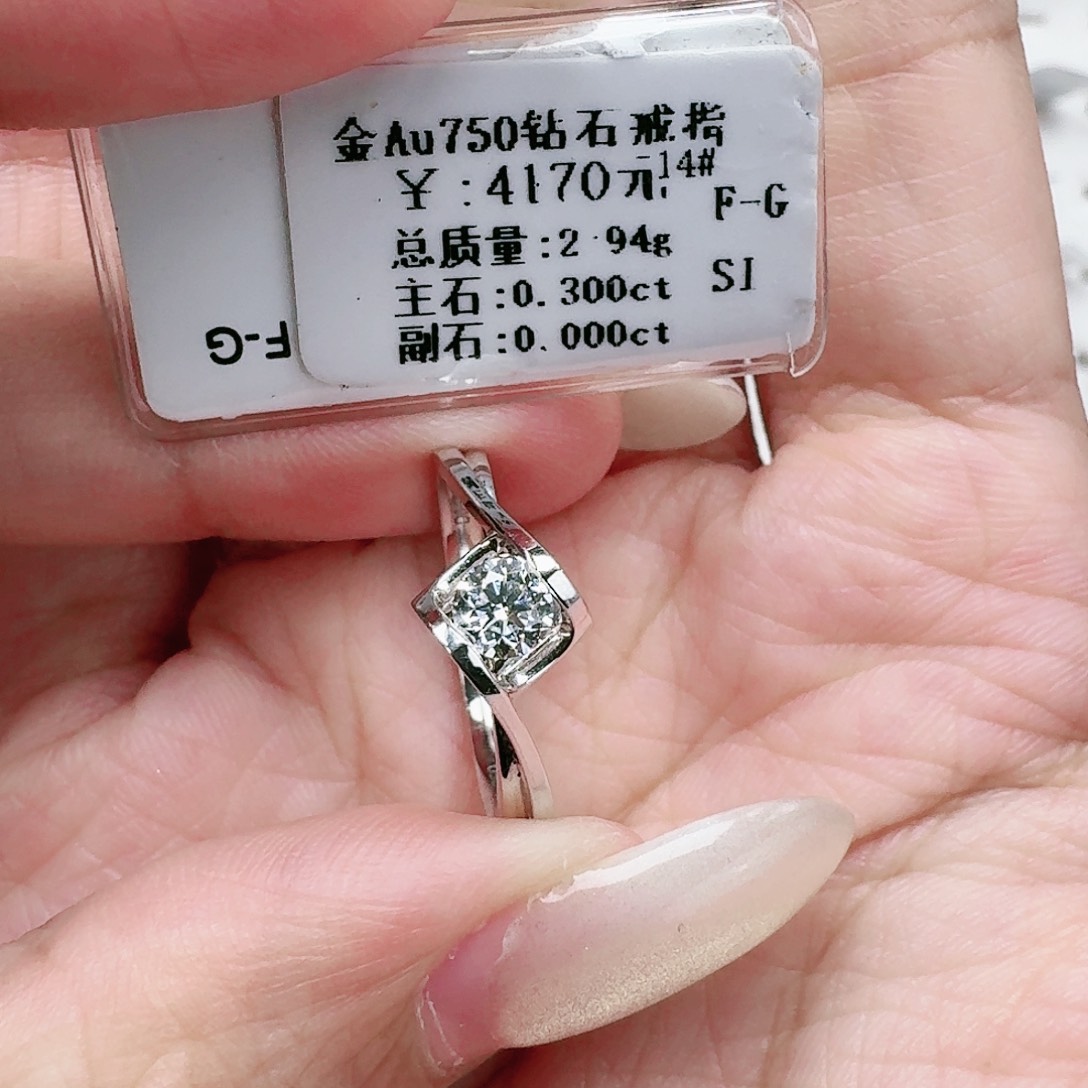 金Au750钻石戒指
¥:4170元 14#
F-G
总质量:2.94g
SI
主石:0.300ct
副石:0.000ct
F-G